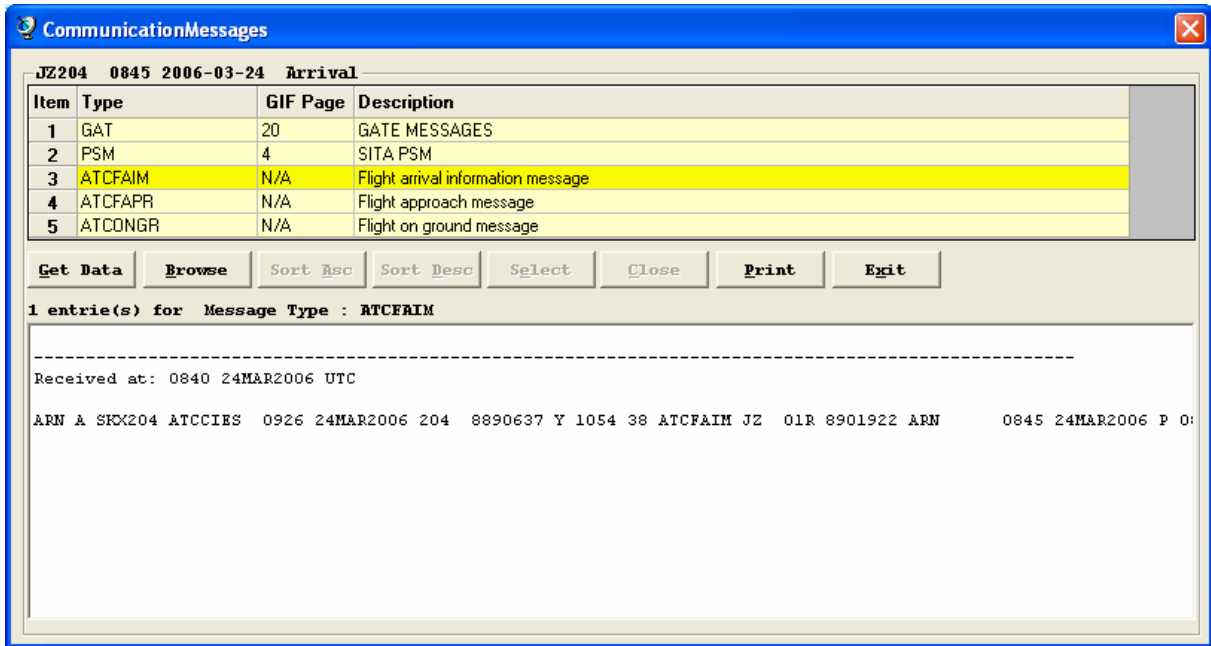 CommunicationMessages
JZ204 0845 2006-03-24 Arrival
Item Type GIF Page Description
1 GAT 20 GATE MESSAGES
2 PSM 4 SITA PSM
3 ATCFAIM N/A Flight arrival information message
4 ATCFAPR N/A Flight approach message
5 ATCONGR N/A Flight on ground message
Get Data Browse Sort Asc Sort Desc Select Close Print Exit
1 entrie(s) for Message Type : ATCFAIM
--------------------------------------------------------------------------------------------
Received at: 0840 24MAR2006 UTC
ARN A SKX204 ATCCIES 0926 24MAR2006 204 8890637 Y 1054 38 ATCFAIM JZ 01R 8901922 ARN 0845 24MAR2006 P